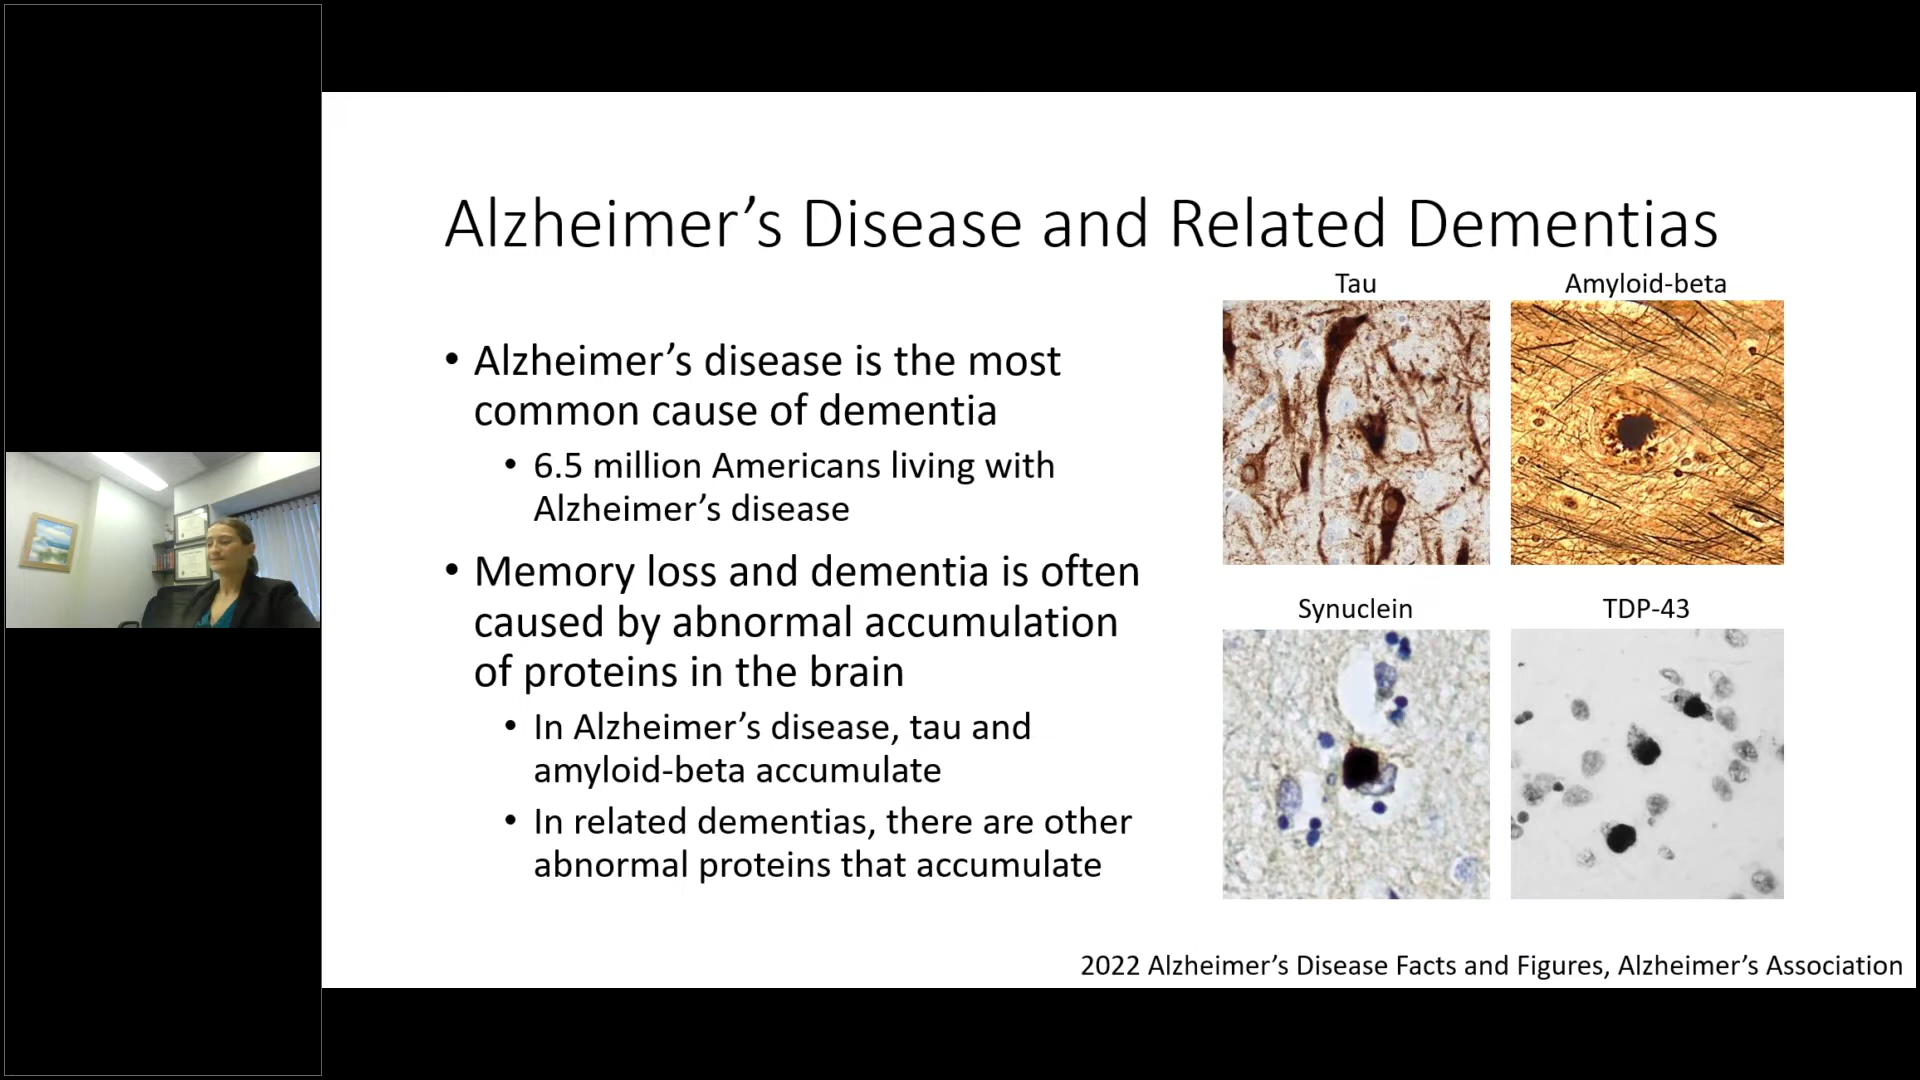 Alzheimer’s Disease and Related Dementias
• Alzheimer’s disease is the most
common cause of dementia
• 6.5 million Americans living with
Alzheimer’s disease
• Memory loss and dementia is often
caused by abnormal accumulation
of proteins in the brain
• In Alzheimer’s disease, tau and
amyloid-beta accumulate
• In related dementias, there are other
abnormal proteins that accumulate
Tau
Amyloid-beta
Synuclein
TDP-43
2022 Alzheimer’s Disease Facts and Figures, Alzheimer’s Association